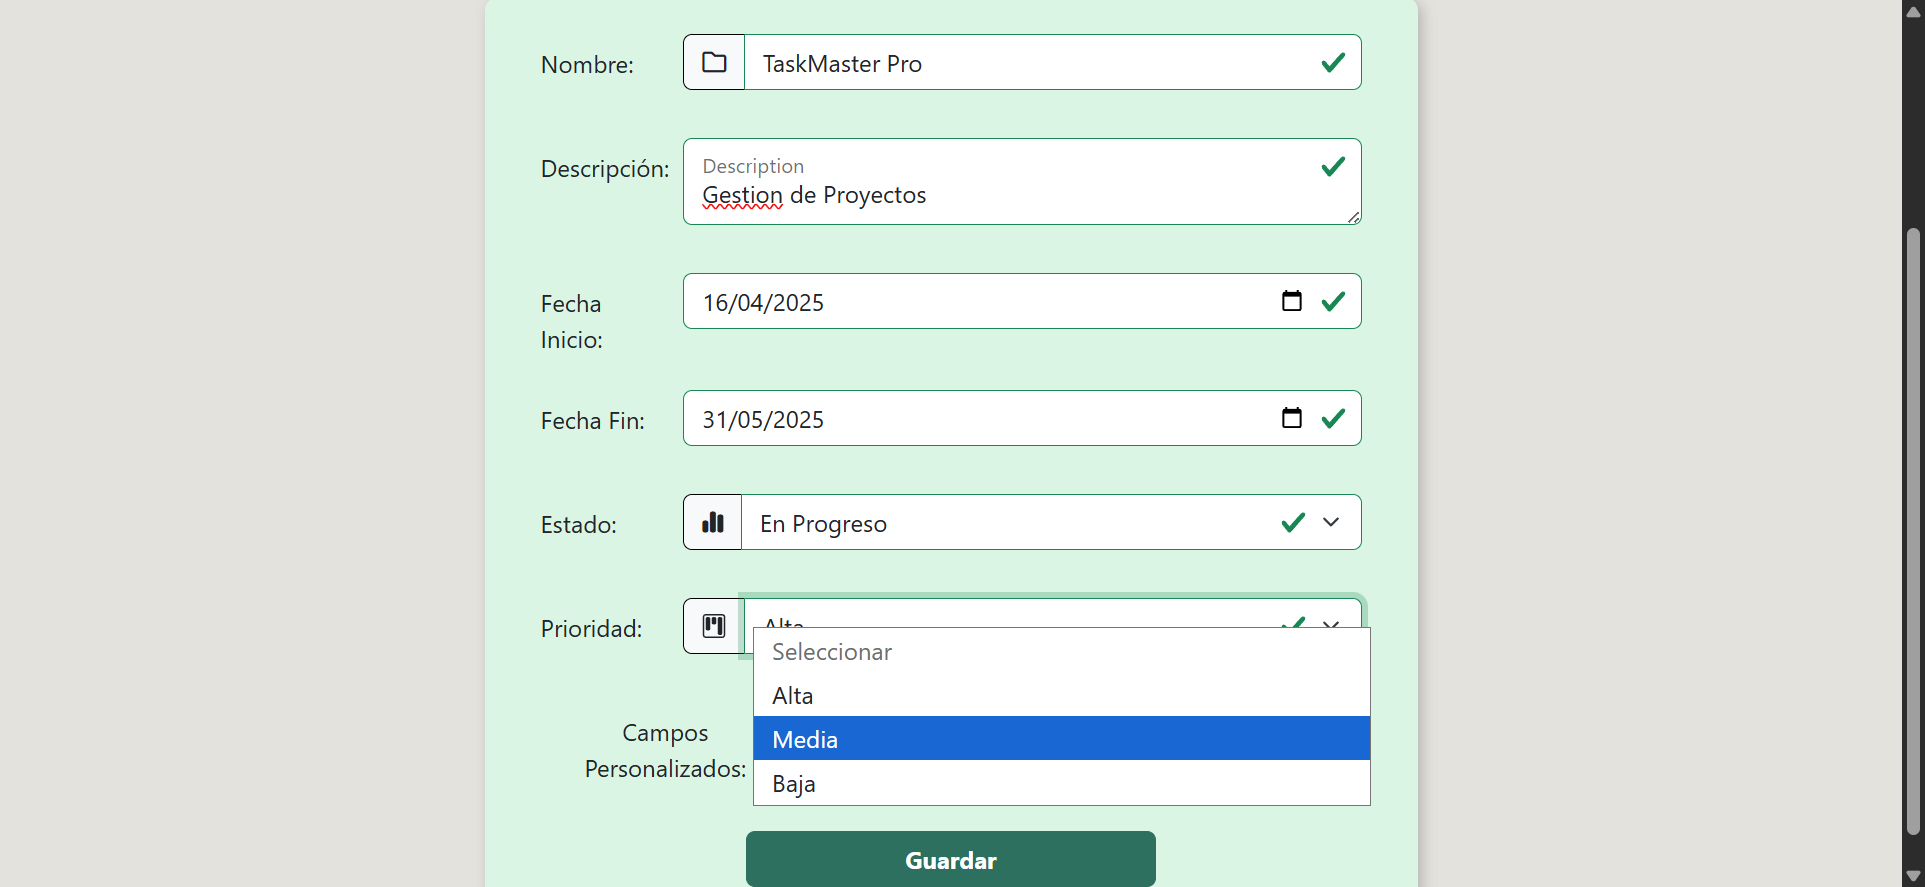 Nombre:
TaskMaster Pro
Descripción:
Description
Gestion de Proyectos
Fecha
Inicio:
16/04/2025
Fecha Fin:
31/05/2025
Estado:
En Progreso
Prioridad:
Alta
Seleccionar
Alta
Media
Baja
Campos
Personalizados:
Guardar